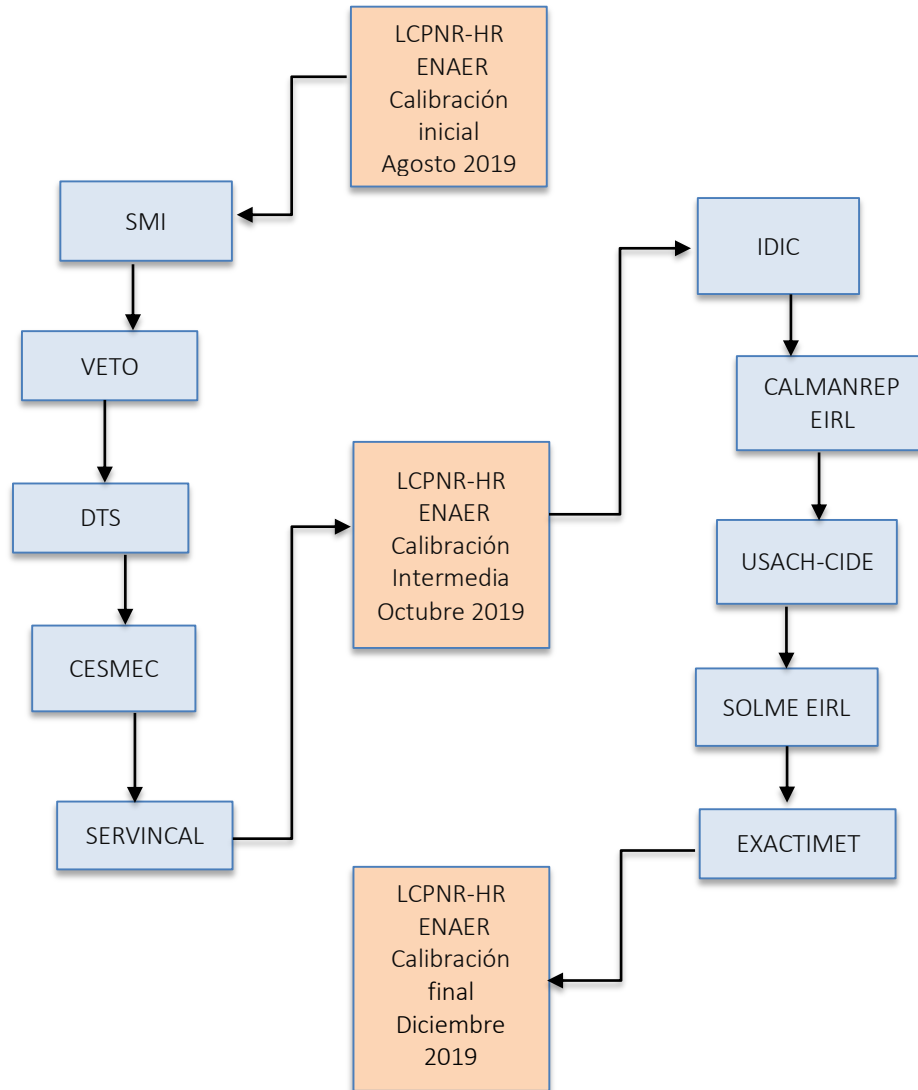 LCPNR-HR
ENAER
Calibración
inicial
Agosto 2019
SMI
VETO
DTS
CESMEC
SERVINCAL
LCPNR-HR
ENAER
Calibración
Intermedia
Octubre 2019
IDIC
CALMANREP
EIRL
USACH-CIDE
SOLME EIRL
EXACTIMET
LCPNR-HR
ENAER
Calibración
final
Diciembre
2019